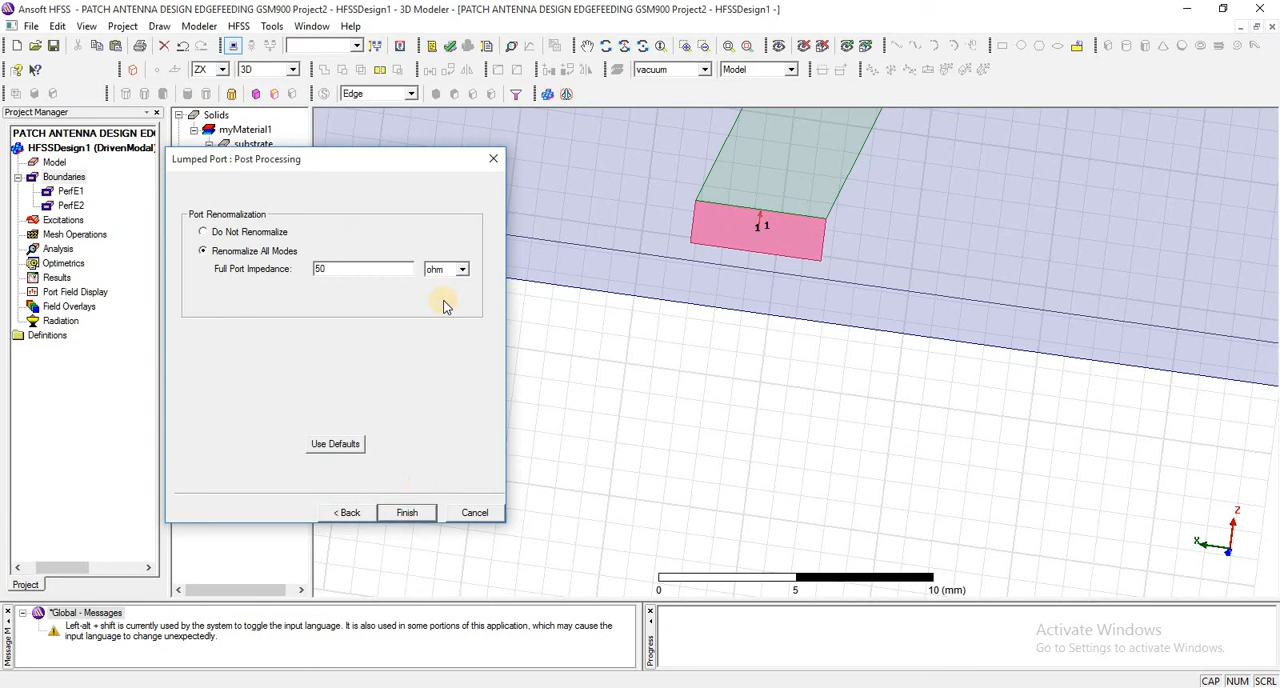 Ansoft HFSS - PATCH ANTENNA DESIGN EDGEFEEDING GSM900 Project2 - HFSSDesign1 - 3D Modeler - [PATCH ANTENNA DESIGN EDGEFEEDING GSM900 Project2 - HFSSDesign1 -]
File Edit View Project Draw Modeler HFSS Tools Window Help
ZX 3D vacuum Model
Edge
Project Manager
PATCH ANTENNA DESIGN ED
HFSSDesign1 (DrivenModal)
Model
Boundaries
PerfE1
PerfE2
Excitations
Mesh Operations
Analysis
Optimetrics
Results
Port Field Display
Field Overlays
Radiation
Definitions
Project
Solids
myMaterial1
substrate
Lumped Port : Post Processing
Port Renormalization
Do Not Renormalize
Renormalize All Modes
Full Port Impedance: 50 ohm
Use Defaults
< Back Finish Cancel
1 1
Z
X
0 5 10 (mm)
Message M
*Global - Messages
Left-alt + shift is currently used by the system to toggle the input language. It is also used in some portions of this application, which may cause the
input language to change unexpectedly.
Progress
Activate Windows
Go to Settings to activate Windows.
CAP NUM SCRL